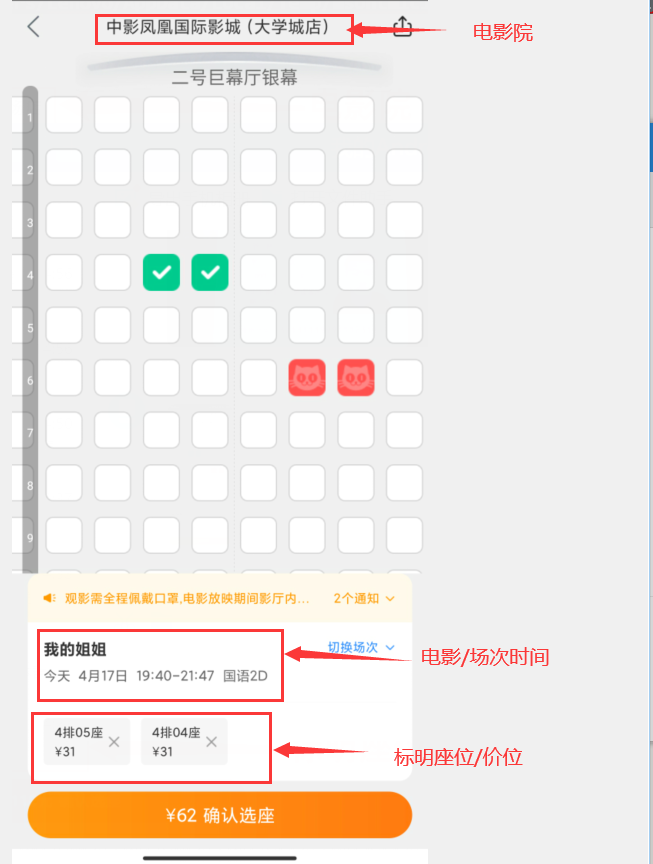 中影凤凰国际影城（大学城店）
电影院
二号巨幕厅银幕
1
2
3
4
5
6
7
8
9
观影需全程佩戴口罩,电影放映期间影厅内... 2个通知
我的姐姐 切换场次
电影/场次时间
今天 4月17日 19:40-21:47 国语2D
4排05座 4排04座
¥31 ¥31
标明座位/价位
¥62 确认选座